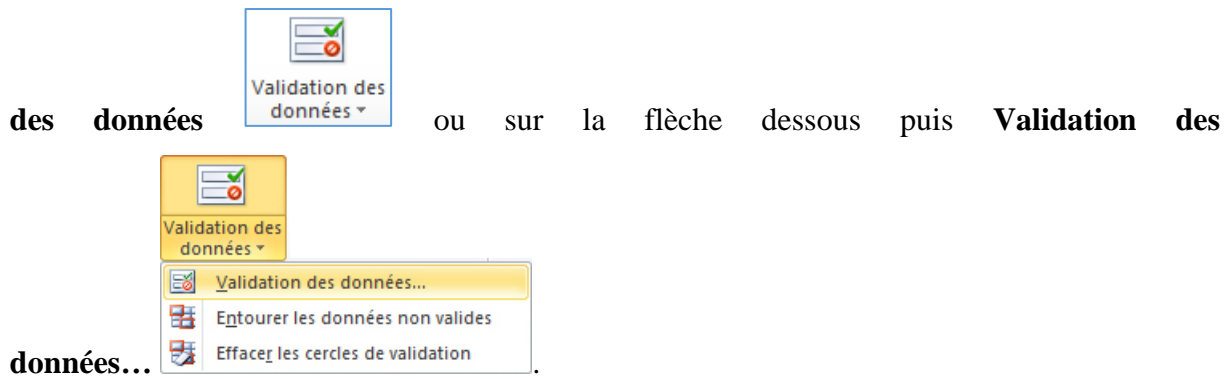 Validation des
données
des données ou sur la flèche dessous puis Validation des
Validation des
données
Validation des données...
Entourer les données non valides
Effacer les cercles de validation
données… .